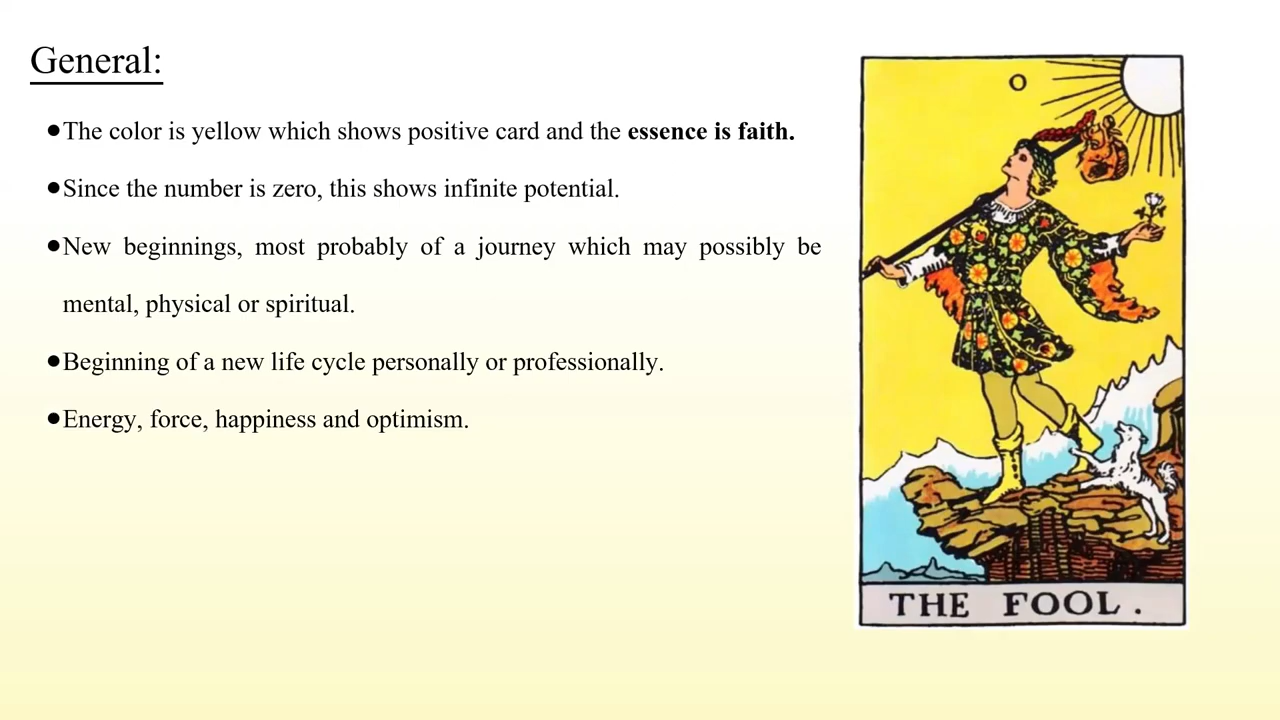 General:
●The color is yellow which shows positive card and the essence is faith.
●Since the number is zero, this shows infinite potential.
●New beginnings, most probably of a journey which may possibly be
mental, physical or spiritual.
●Beginning of a new life cycle personally or professionally.
●Energy, force, happiness and optimism.
0
THE FOOL.